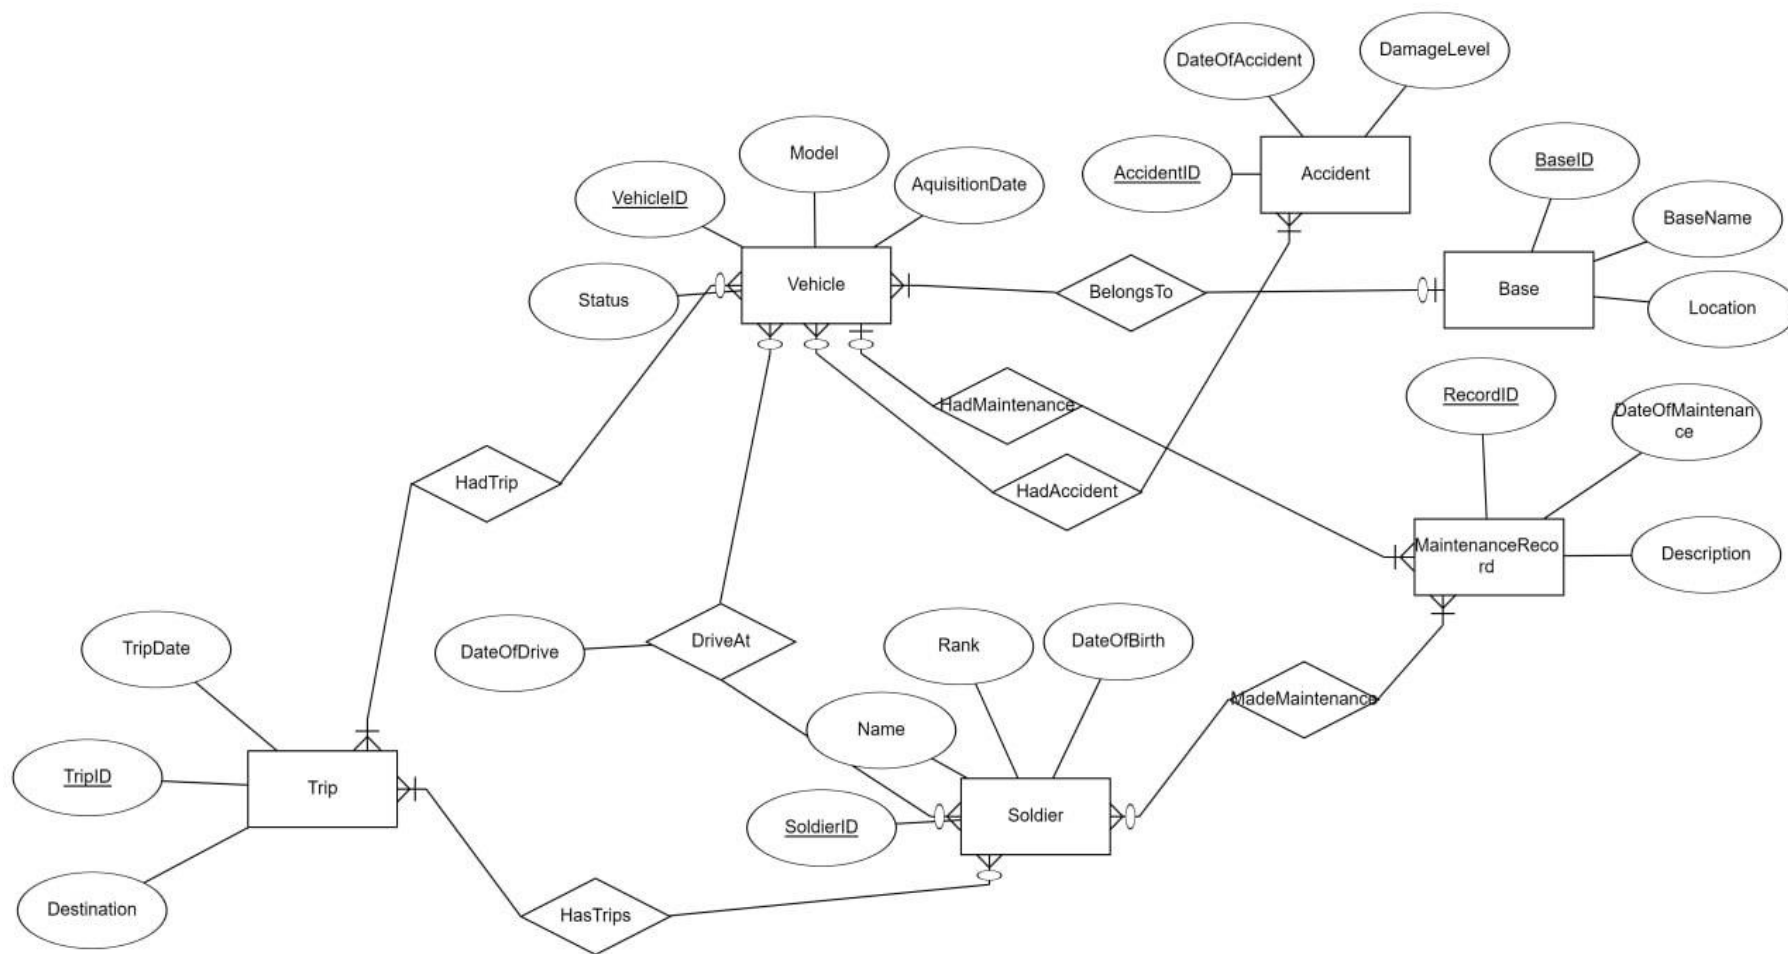 DateOfAccident
DamageLevel
Model
BaseID
AccidentID
Accident
AquisitionDate
VehicleID
BaseName
Vehicle
BelongsTo
Base
Status
Location
RecordID
HadMaintenance
DateOfMaintenan
ce
HadTrip
HadAccident
MaintenanceReco
rd
Description
DriveAt
Rank
DateOfBirth
TripDate
DateOfDrive
MadeMaintenance
Name
TripID
Trip
Soldier
SoldierID
Destination
HasTrips